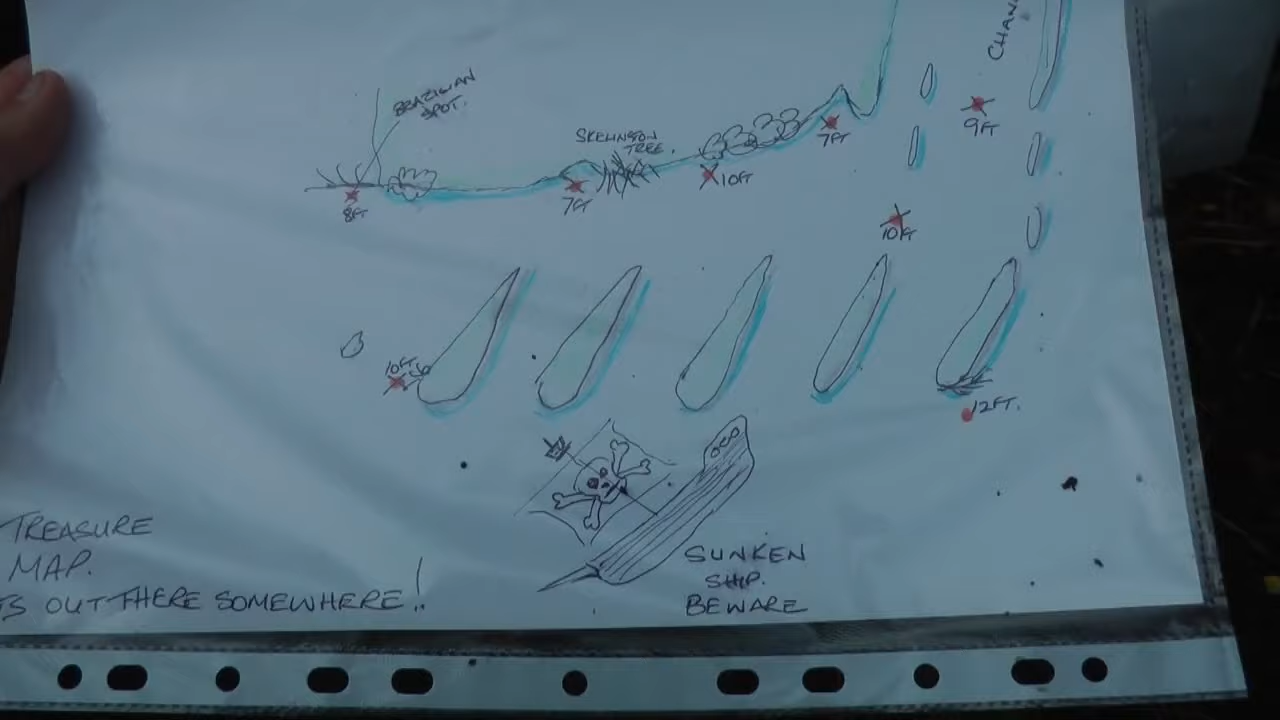 CHAN
BRAZILIAN
SPOT.
9FT
SKELINGTON
TREE.
7FT
10FT
8FT
7FT
10FT
10FT
12FT.
TREASURE
MAP.
OUT THERE SOMEWHERE!!
SUNKEN
SHIP.
BEWARE